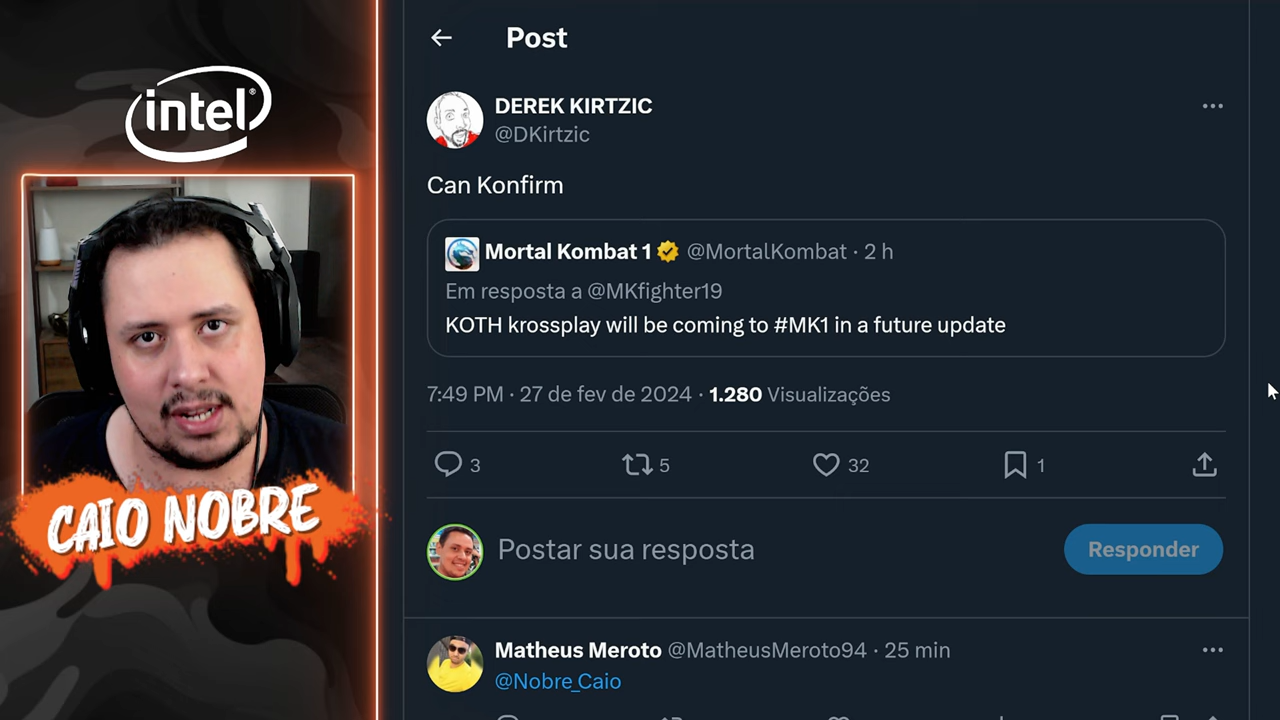 intel®
CAIO NOBRE
Post
DEREK KIRTZIC
@DKirtzic
Can Konfirm
Mortal Kombat 1 @MortalKombat · 2 h
Em resposta a @MKfighter19
KOTH krossplay will be coming to #MK1 in a future update
7:49 PM · 27 de fev de 2024 · 1.280 Visualizações
3 5 32 1
Postar sua resposta
Responder
Matheus Meroto @MatheusMeroto94 · 25 min
@Nobre_Caio